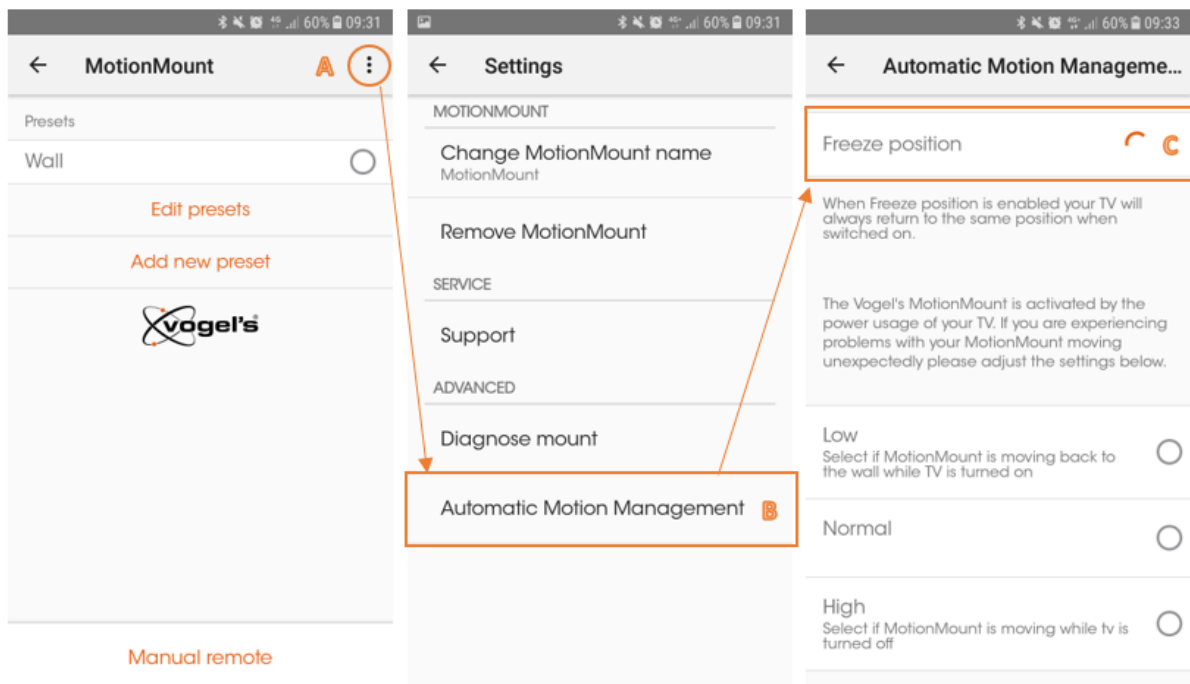 60% 09:31
MotionMount A
Presets
Wall
Edit presets
Add new preset
vogel's
Manual remote
60% 09:31
Settings
MOTIONMOUNT
Change MotionMount name
MotionMount
Remove MotionMount
SERVICE
Support
ADVANCED
Diagnose mount
Automatic Motion Management B
60% 09:33
Automatic Motion Manageme...
Freeze position C
When Freeze position is enabled your TV will
always return to the same position when
switched on.
The Vogel's MotionMount is activated by the
power usage of your TV. If you are experiencing
problems with your MotionMount moving
unexpectedly please adjust the settings below.
Low
Select if MotionMount is moving back to
the wall while TV is turned on
Normal
High
Select if MotionMount is moving while tv is
turned off